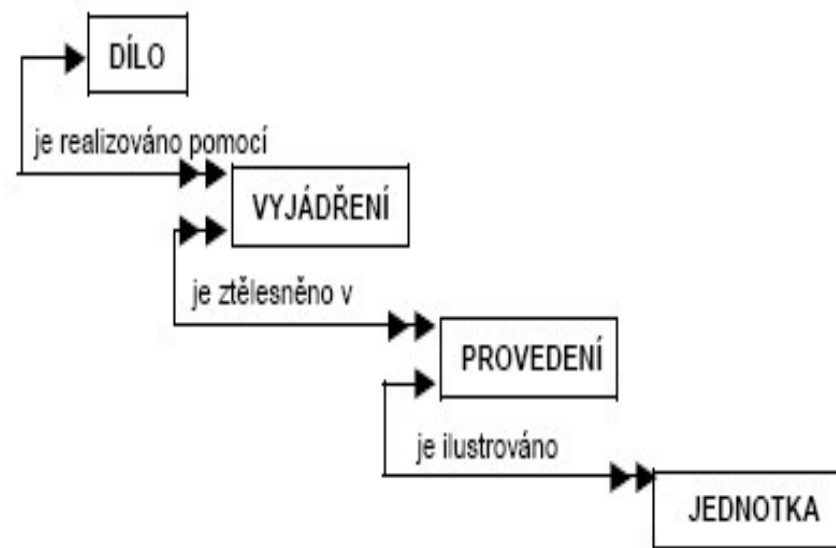 DÍLO
je realizováno pomocí
VYJÁDŘENÍ
je ztělesněno v
PROVEDENÍ
je ilustrováno
JEDNOTKA